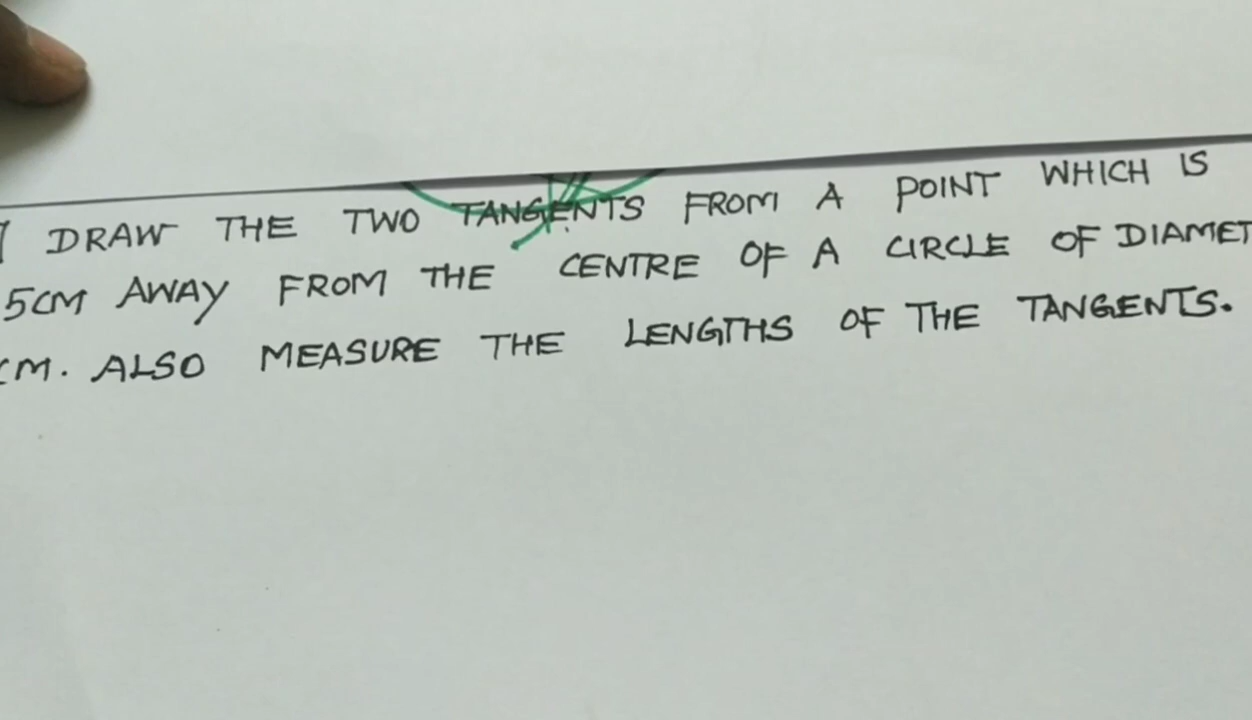 DRAW THE TWO TANGENTS FROM A POINT WHICH IS
5CM AWAY FROM THE CENTRE OF A CIRCLE OF DIAMET
CM. ALSO MEASURE THE LENGTHS OF THE TANGENTS.